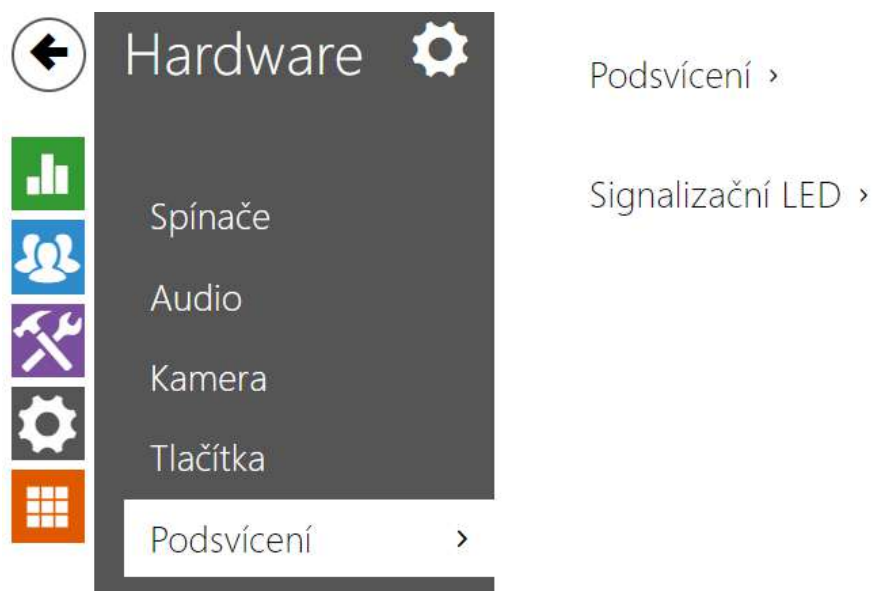 Hardware
Spínače
Audio
Kamera
Tlačítka
Podsvícení
Podsvícení
Signalizační LED